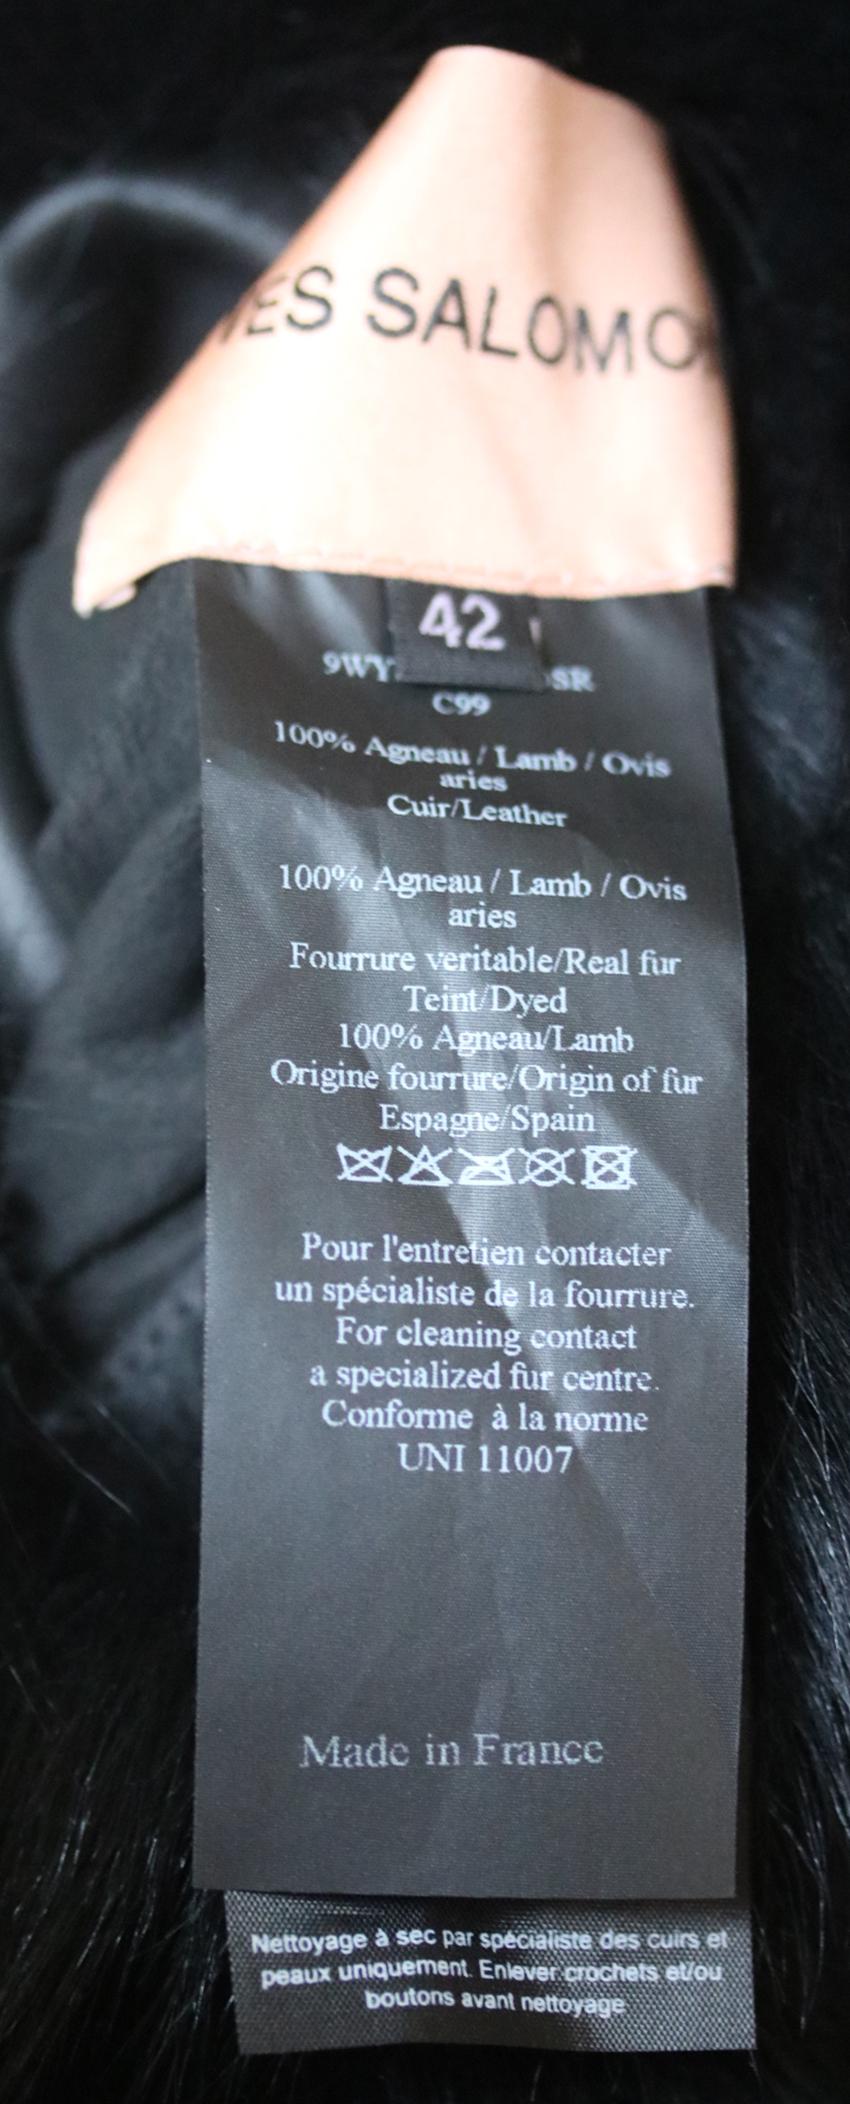 VES SALOMO
42
9WY SR
C99
100% Agneau / Lamb / Ovis
aries
Cuir/Leather
100% Agneau / Lamb / Ovis
aries
Fourrure veritable/Real fur
Teint/Dyed
100% Agneau/Lamb
Origine fourrure/Origin of fur
Espagne/Spain
Pour l'entretien contacter
un spécialiste de la fourrure.
For cleaning contact
a specialized fur centre.
Conforme à la norme
UNI 11007
Made in France
Nettoyage à sec par spécialiste des cuirs et
peaux uniquement. Enlever crochets et/ou
boutons avant nettoyage